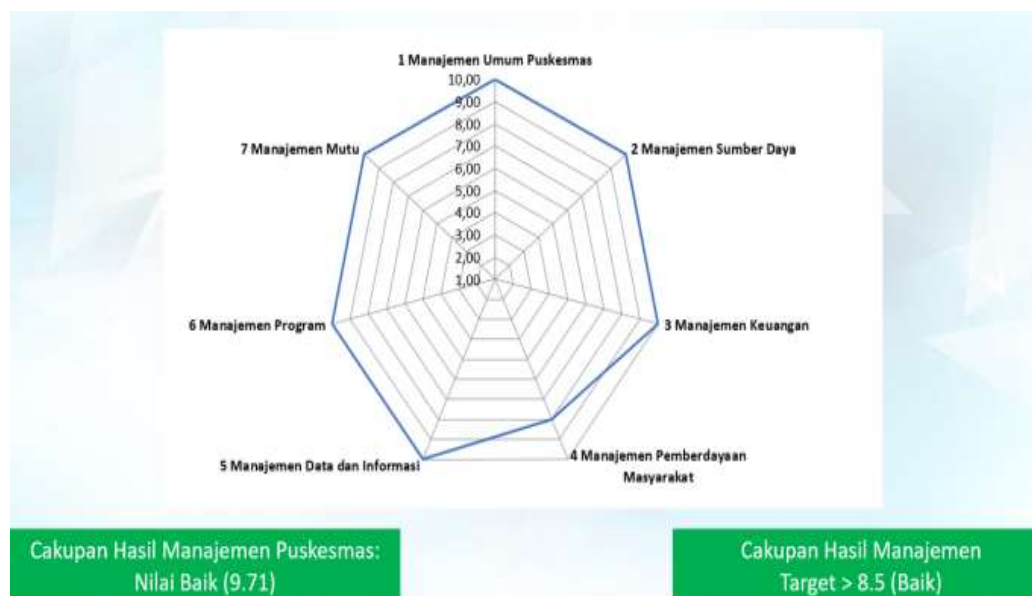 1 Manajemen Umum Puskesmas
10,00
9,00
8,00
7,00
6,00
5,00
4,00
3,00
2,00
1,00
7 Manajemen Mutu
2 Manajemen Sumber Daya
6 Manajemen Program
3 Manajemen Keuangan
5 Manajemen Data dan Informasi
4 Manajemen Pemberdayaan
Masyarakat
Cakupan Hasil Manajemen Puskesmas:
Nilai Baik (9.71)
Cakupan Hasil Manajemen
Target > 8.5 (Baik)